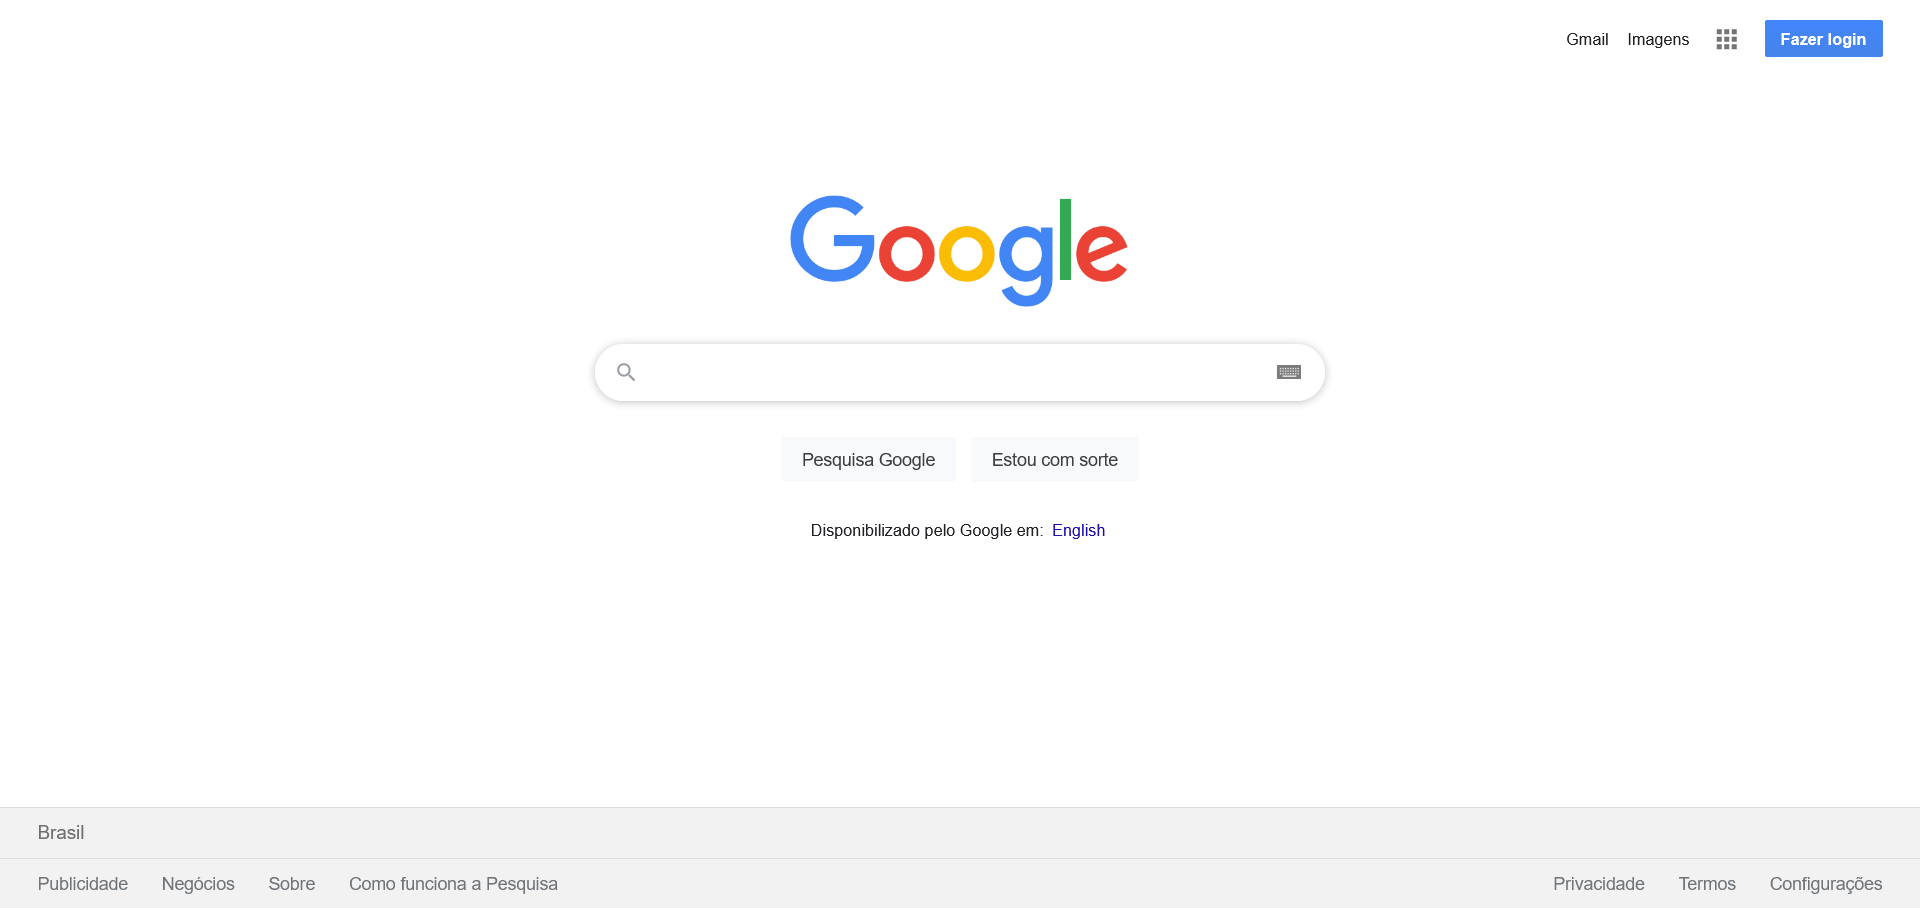 Gmail Imagens Fazer login
Google
Pesquisa Google Estou com sorte
Disponibilizado pelo Google em: English
Brasil
Publicidade Negócios Sobre Como funciona a Pesquisa Privacidade Termos Configurações